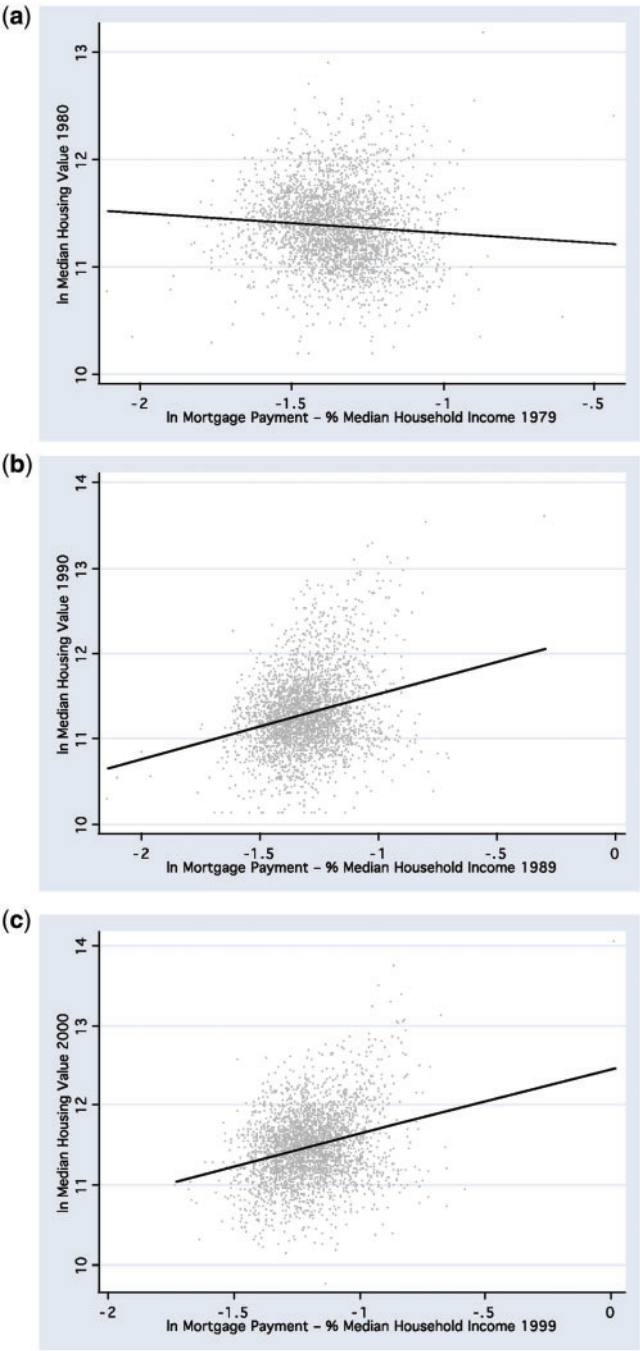 (a)
13
12
11
10
ln Median Housing Value 1980
-2 -1.5 -1 -.5
ln Mortgage Payment – % Median Household Income 1979
(b)
14
13
12
11
10
ln Median Housing Value 1990
-2 -1.5 -1 -.5 0
ln Mortgage Payment – % Median Household Income 1989
(c)
14
13
12
11
10
ln Median Housing Value 2000
-2 -1.5 -1 -.5 0
ln Mortgage Payment – % Median Household Income 1999